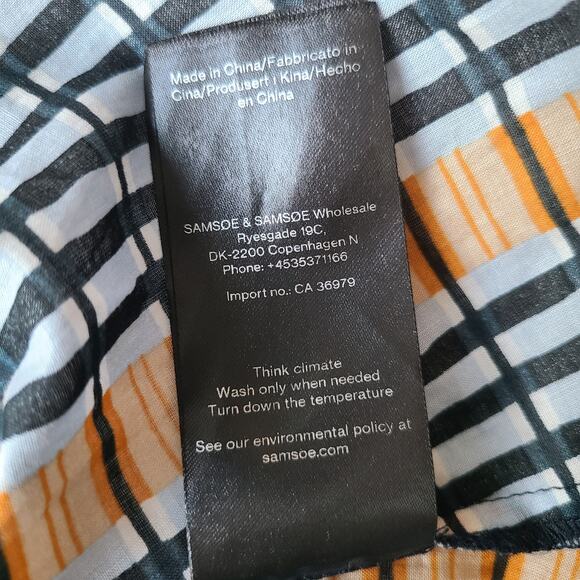 Made in China/Fabbricato in
Cina/Produsert i Kina/Hecho
en China
SAMSØE & SAMSØE Wholesale
Ryesgade 19C,
DK-2200 Copenhagen N
Phone: +4535371166
Import no.: CA 36979
Think climate
Wash only when needed
Turn down the temperature
See our environmental policy at
samsoe.com